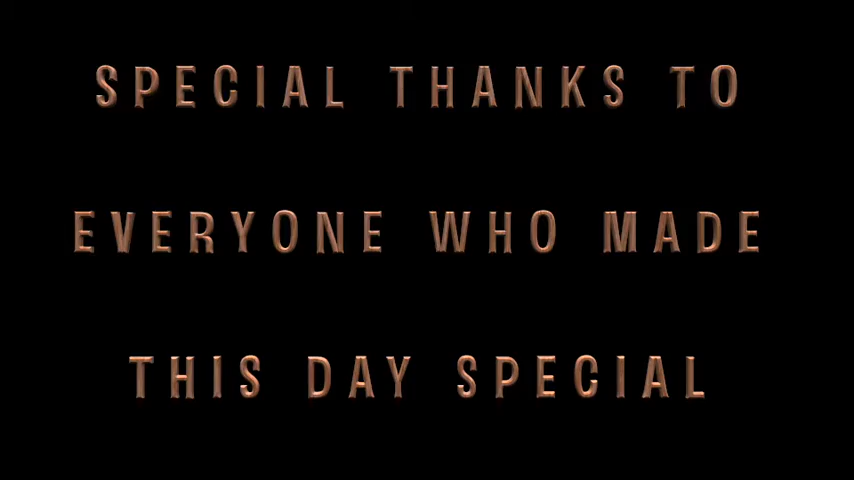 SPECIAL THANKS TO
EVERYONE WHO MADE
THIS DAY SPECIAL